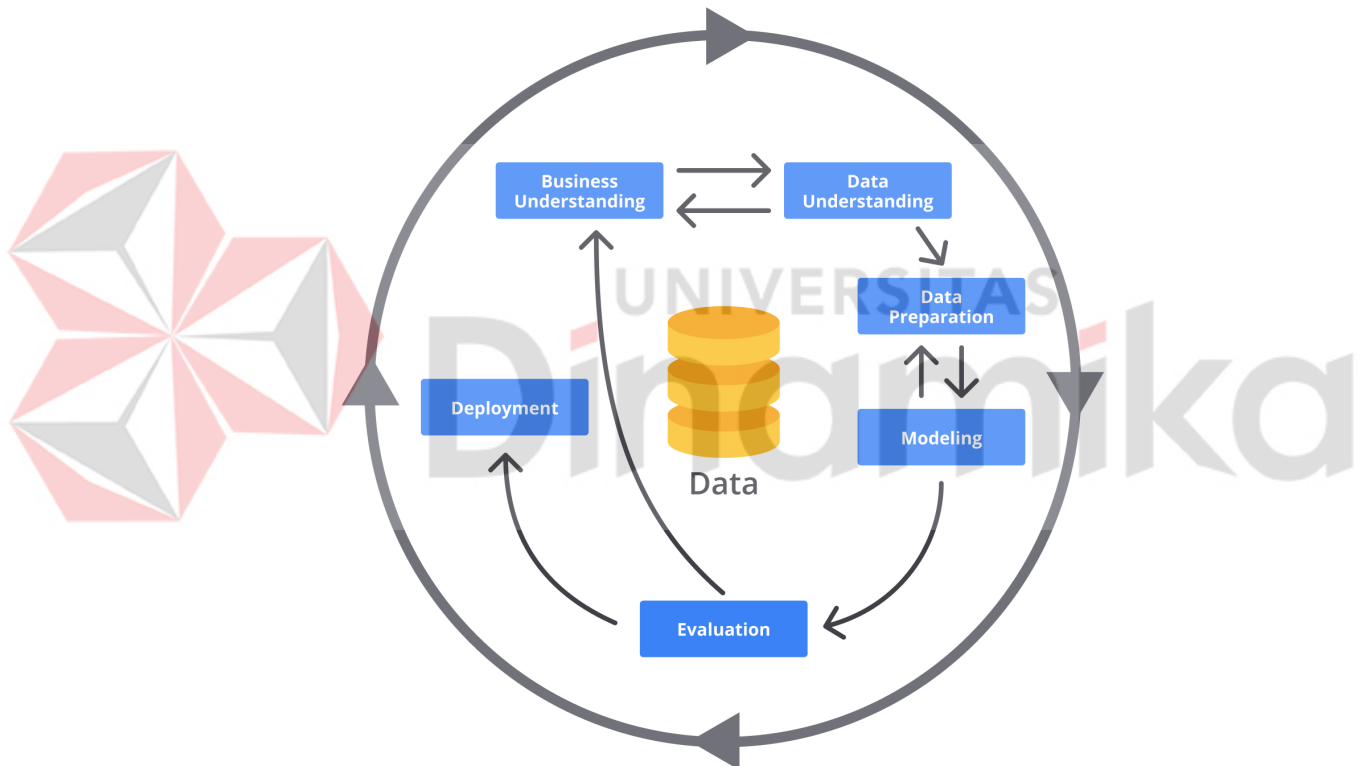 Business
Understanding
Data
Understanding
UNIVERSITAS
Dinamika
Data
Preparation
Deployment
Modeling
Data
Evaluation